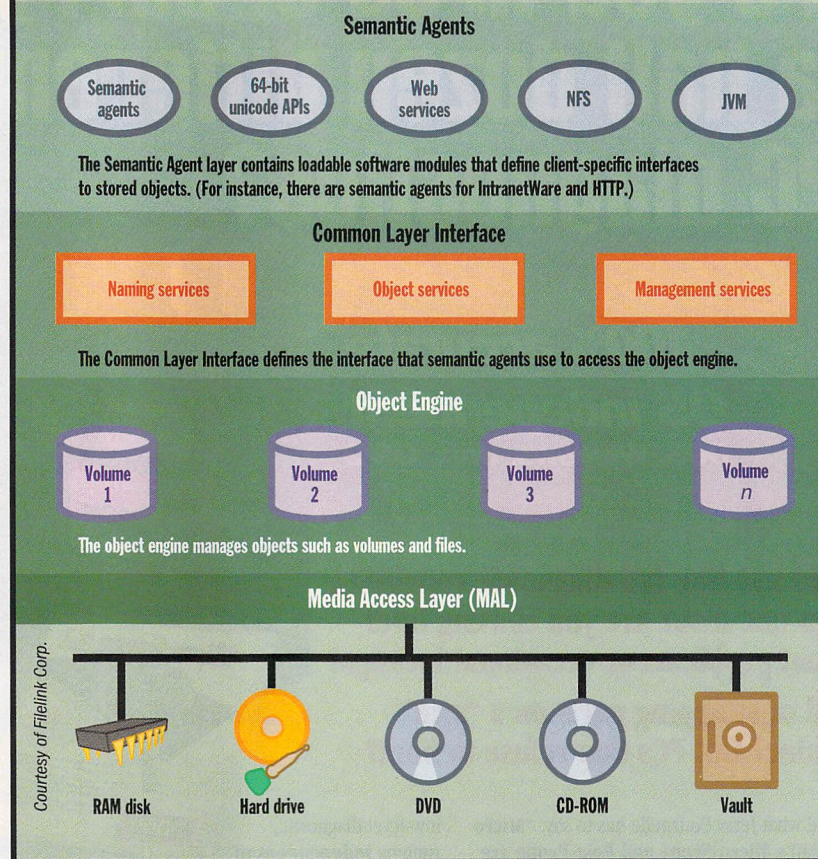 Semantic Agents
Semantic
agents
64-bit
unicode APIs
Web
services
NFS
JVM
The Semantic Agent layer contains loadable software modules that define client-specific interfaces
to stored objects. (For instance, there are semantic agents for IntranetWare and HTTP.)
Common Layer Interface
Naming services
Object services
Management services
The Common Layer Interface defines the interface that semantic agents use to access the object engine.
Object Engine
Volume
1
Volume
2
Volume
3
Volume
n
The object engine manages objects such as volumes and files.
Media Access Layer (MAL)
Courtesy of Filelink Corp.
RAM disk
Hard drive
DVD
CD-ROM
Vault